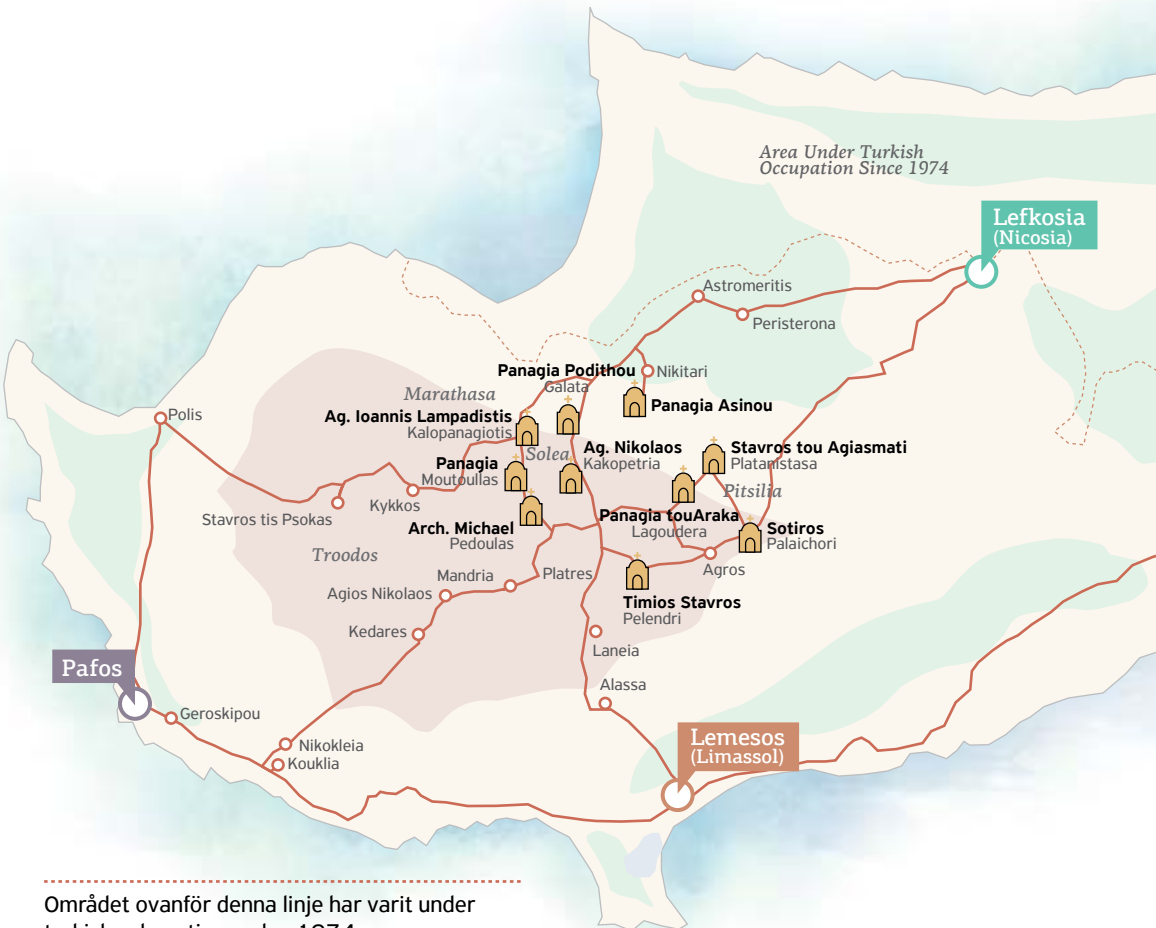 Area Under Turkish
Occupation Since 1974
Lefkosia
(Nicosia)
Astromeritis
Peristerona
Panagia Podithou
Galata
Nikitari
Marathasa
Panagia Asinou
Polis
Ag. Ioannis Lampadistis
Kalopanagiotis
Solea
Ag. Nikolaos
Kakopetria
Stavros tou Agiasmati
Platanistasa
Panagia
Moutoullas
Pitsilia
Kykkos
Stavros tis Psokas
Arch. Michael
Pedoulas
Panagia touAraka
Lagoudera
Sotiros
Palaichori
Troodos
Mandria
Platres
Agros
Agios Nikolaos
Timios Stavros
Pelendri
Kedares
Laneia
Pafos
Alassa
Geroskipou
Lemesos
(Limassol)
Nikokleia
Kouklia
Området ovanför denna linje har varit under